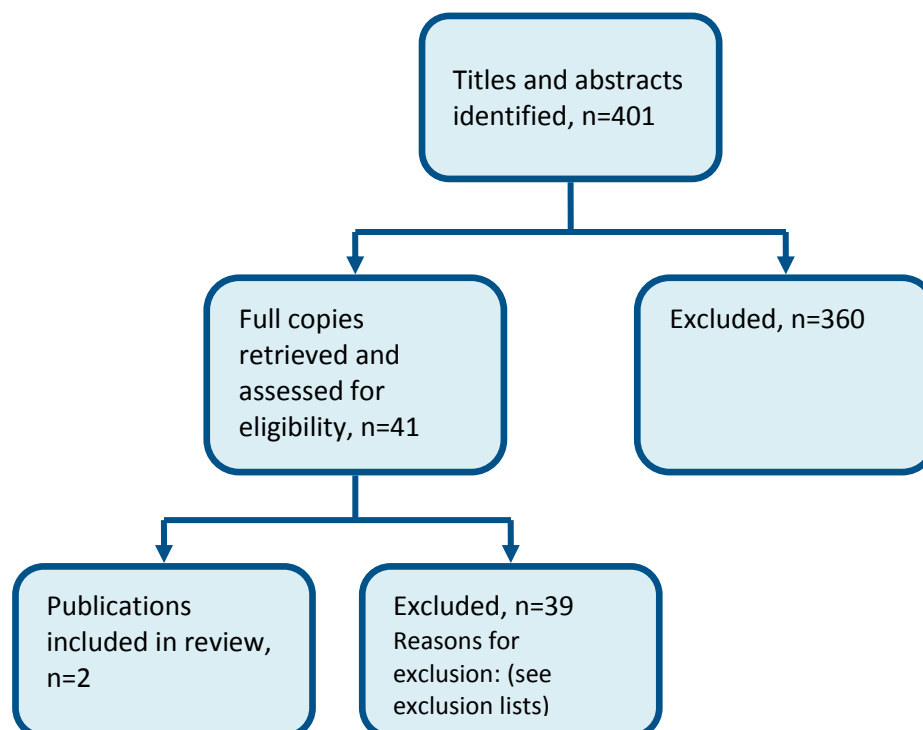 Titles and abstracts
identified, n=401
Full copies
retrieved and
assessed for
eligibility, n=41
Excluded, n=360
Publications
included in review,
n=2
Excluded, n=39
Reasons for
exclusion: (see
exclusion lists)